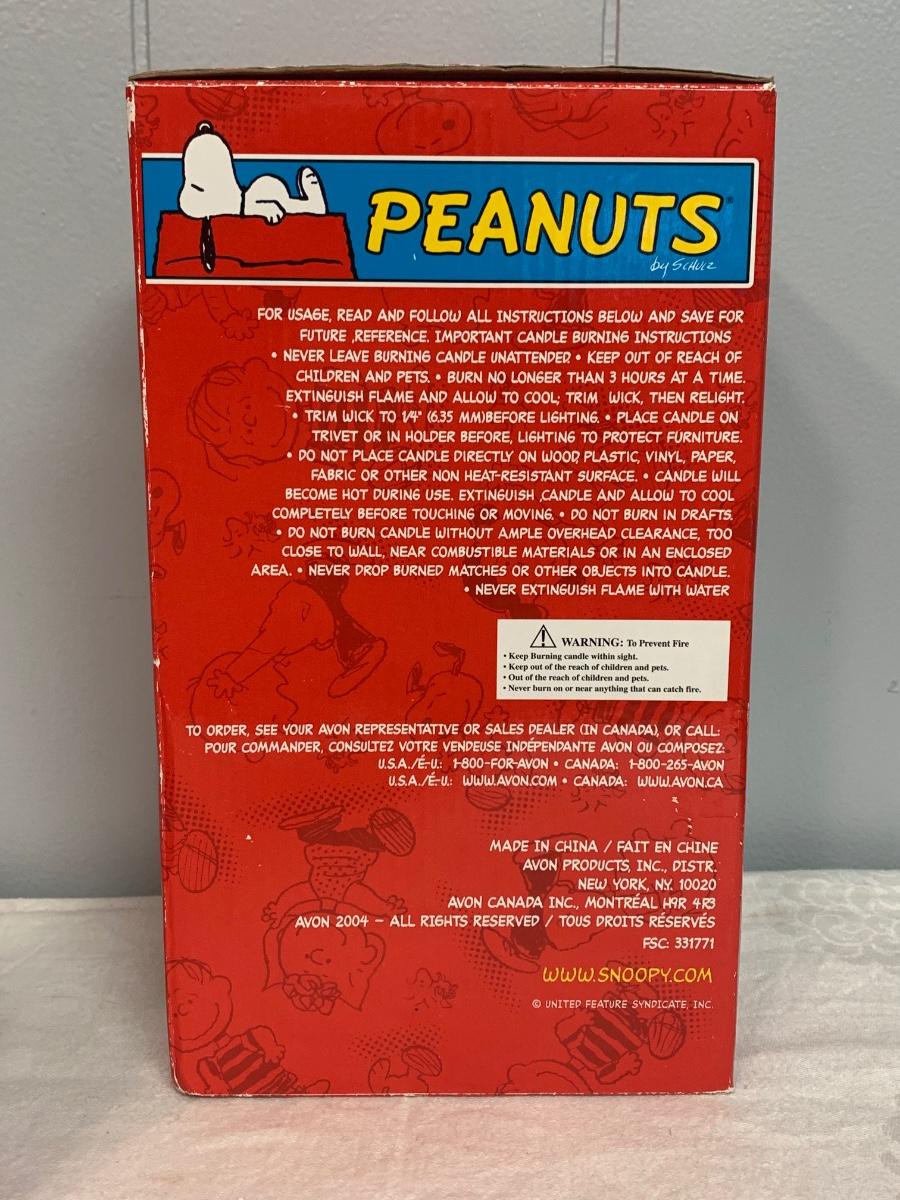 PEANUTS®
by SCHULZ
FOR USAGE, READ AND FOLLOW ALL INSTRUCTIONS BELOW AND SAVE FOR
FUTURE ,REFERENCE. IMPORTANT CANDLE BURNING INSTRUCTIONS
• NEVER LEAVE BURNING CANDLE UNATTENDED. • KEEP OUT OF REACH OF
CHILDREN AND PETS. • BURN NO LONGER THAN 3 HOURS AT A TIME.
EXTINGUISH FLAME AND ALLOW TO COOL; TRIM WICK, THEN RELIGHT.
• TRIM WICK TO 1/4" (6.35 MM)BEFORE LIGHTING. • PLACE CANDLE ON
TRIVET OR IN HOLDER BEFORE, LIGHTING TO PROTECT FURNITURE.
• DO NOT PLACE CANDLE DIRECTLY ON WOOD, PLASTIC, VINYL, PAPER,
FABRIC OR OTHER NON HEAT-RESISTANT SURFACE. • CANDLE WILL
BECOME HOT DURING USE. EXTINGUISH ,CANDLE AND ALLOW TO COOL
COMPLETELY BEFORE TOUCHING OR MOVING. • DO NOT BURN IN DRAFTS.
• DO NOT BURN CANDLE WITHOUT AMPLE OVERHEAD CLEARANCE, TOO
CLOSE TO WALL, NEAR COMBUSTIBLE MATERIALS OR IN AN ENCLOSED
AREA. • NEVER DROP BURNED MATCHES OR OTHER OBJECTS INTO CANDLE.
• NEVER EXTINGUISH FLAME WITH WATER
WARNING: To Prevent Fire
• Keep Burning candle within sight.
• Keep out of the reach of children and pets.
• Out of the reach of children and pets.
• Never burn on or near anything that can catch fire.
TO ORDER, SEE YOUR AVON REPRESENTATIVE OR SALES DEALER (IN CANADA), OR CALL:
POUR COMMANDER, CONSULTEZ VOTRE VENDEUSE INDÉPENDANTE AVON OU COMPOSEZ:
U.S.A./É-U.: 1-800-FOR-AVON • CANADA: 1-800-265-AVON
U.S.A./É-U.: WWW.AVON.COM • CANADA: WWW.AVON.CA
MADE IN CHINA / FAIT EN CHINE
AVON PRODUCTS, INC., DISTR.
NEW YORK, N.Y. 10020
AVON CANADA INC., MONTRÉAL H9R 4R3
AVON 2004 – ALL RIGHTS RESERVED / TOUS DROITS RÉSERVÉS
FSC: 331771
WWW.SNOOPY.COM
© UNITED FEATURE SYNDICATE, INC.